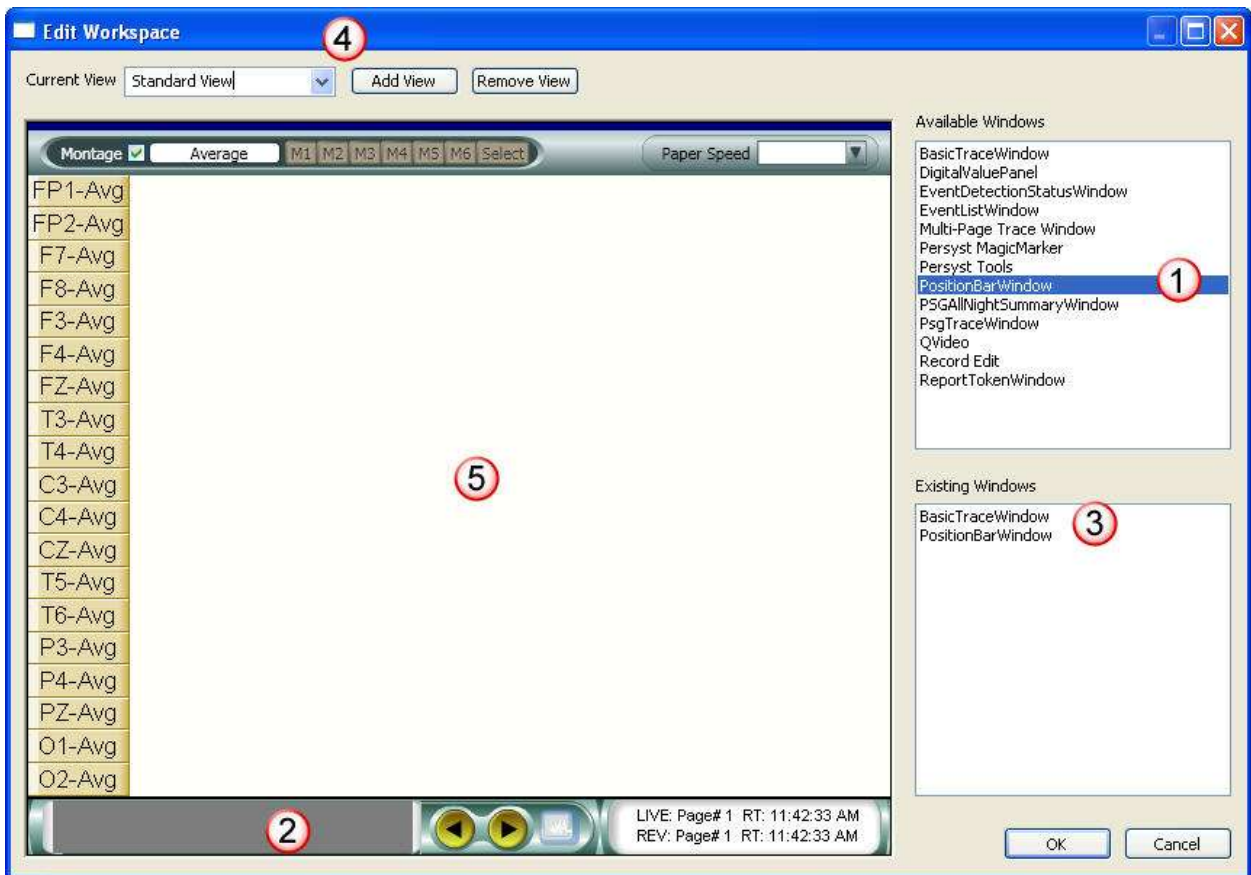 Edit Workspace
4
Current View Standard View Add View Remove View
Montage Average M1 M2 M3 M4 M5 M6 Select Paper Speed
FP1-Avg
FP2-Avg
F7-Avg
F8-Avg
F3-Avg
F4-Avg
FZ-Avg
T3-Avg
T4-Avg
C3-Avg
C4-Avg
CZ-Avg
T5-Avg
T6-Avg
P3-Avg
P4-Avg
PZ-Avg
O1-Avg
O2-Avg
5
2
LIVE: Page# 1 RT: 11:42:33 AM
REV: Page# 1 RT: 11:42:33 AM
Available Windows
BasicTraceWindow
DigitalValuePanel
EventDetectionStatusWindow
EventListWindow
Multi-Page Trace Window
Persyst MagicMarker
Persyst Tools
PositionBarWindow
1
PSGAllNightSummaryWindow
PsgTraceWindow
QVideo
Record Edit
ReportTokenWindow
Existing Windows
BasicTraceWindow
PositionBarWindow
3
OK Cancel